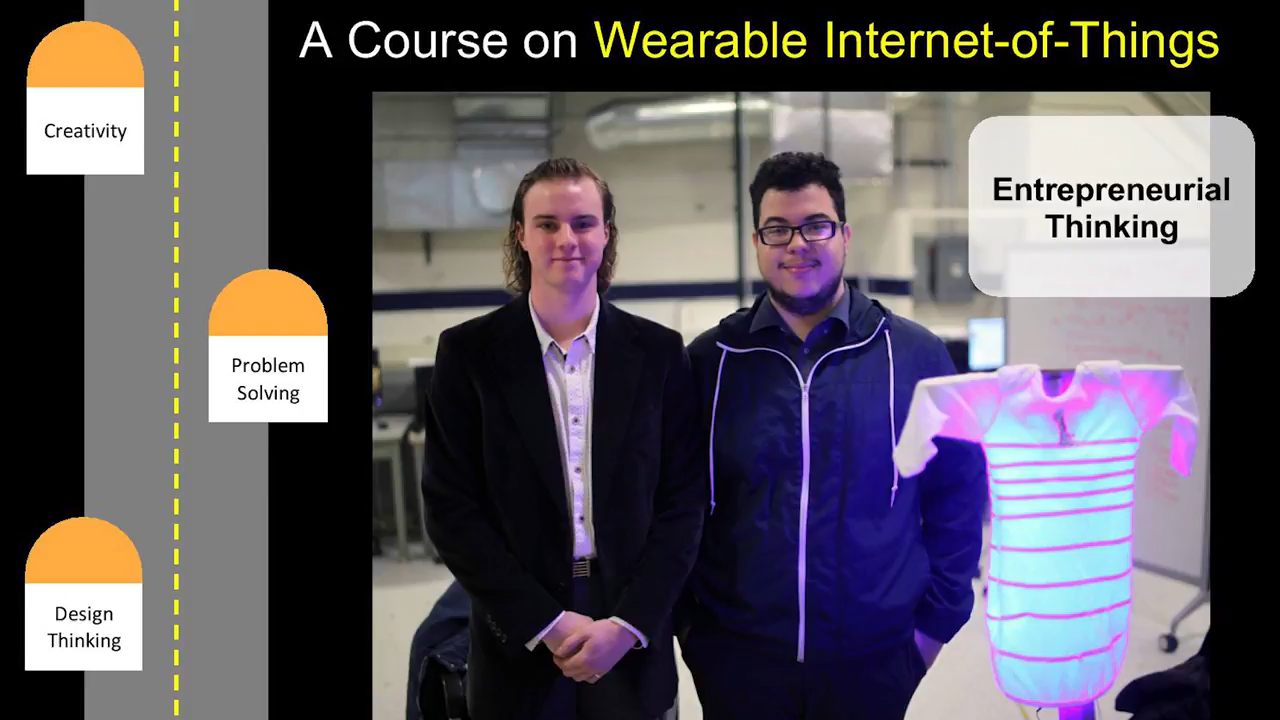 A Course on Wearable Internet-of-Things
Creativity
Entrepreneurial
Thinking
Problem
Solving
Design
Thinking